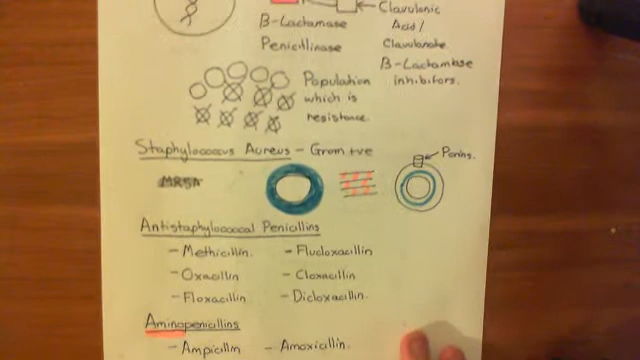 Clavulonic
Acid/
Clavulanate.
β-Lactamase
inhibitors.
β-Lactamase
Penicillinase
Population
which is
resistance.
Staphylococcus Aureus - Gram +ve
MRSA
Porins.
Antistaphylococcal Penicillins
- Methicillin. - Flucloxacillin
- Oxacillin - Cloxacillin
- Floxacillin - Dicloxacillin.
Aminopenicillins
- Ampicillin - Amoxicillin.